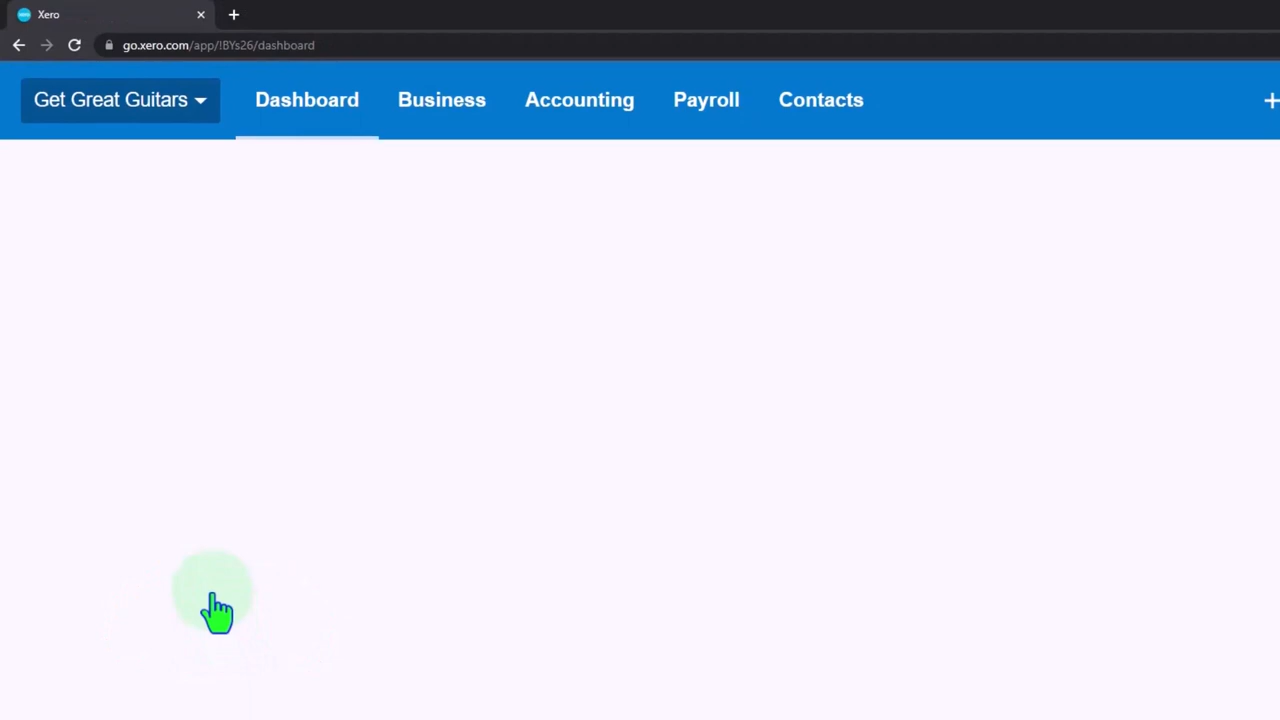 Xero
go.xero.com/app/!BYs26/dashboard
Get Great Guitars Dashboard Business Accounting Payroll Contacts